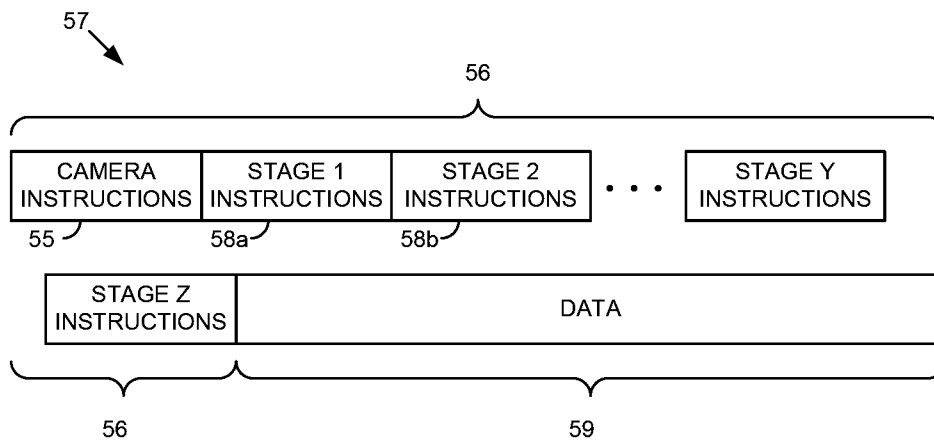 57
56
CAMERA INSTRUCTIONS
STAGE 1 INSTRUCTIONS
STAGE 2 INSTRUCTIONS
• • •
STAGE Y INSTRUCTIONS
55
58a
58b
STAGE Z INSTRUCTIONS
DATA
56
59